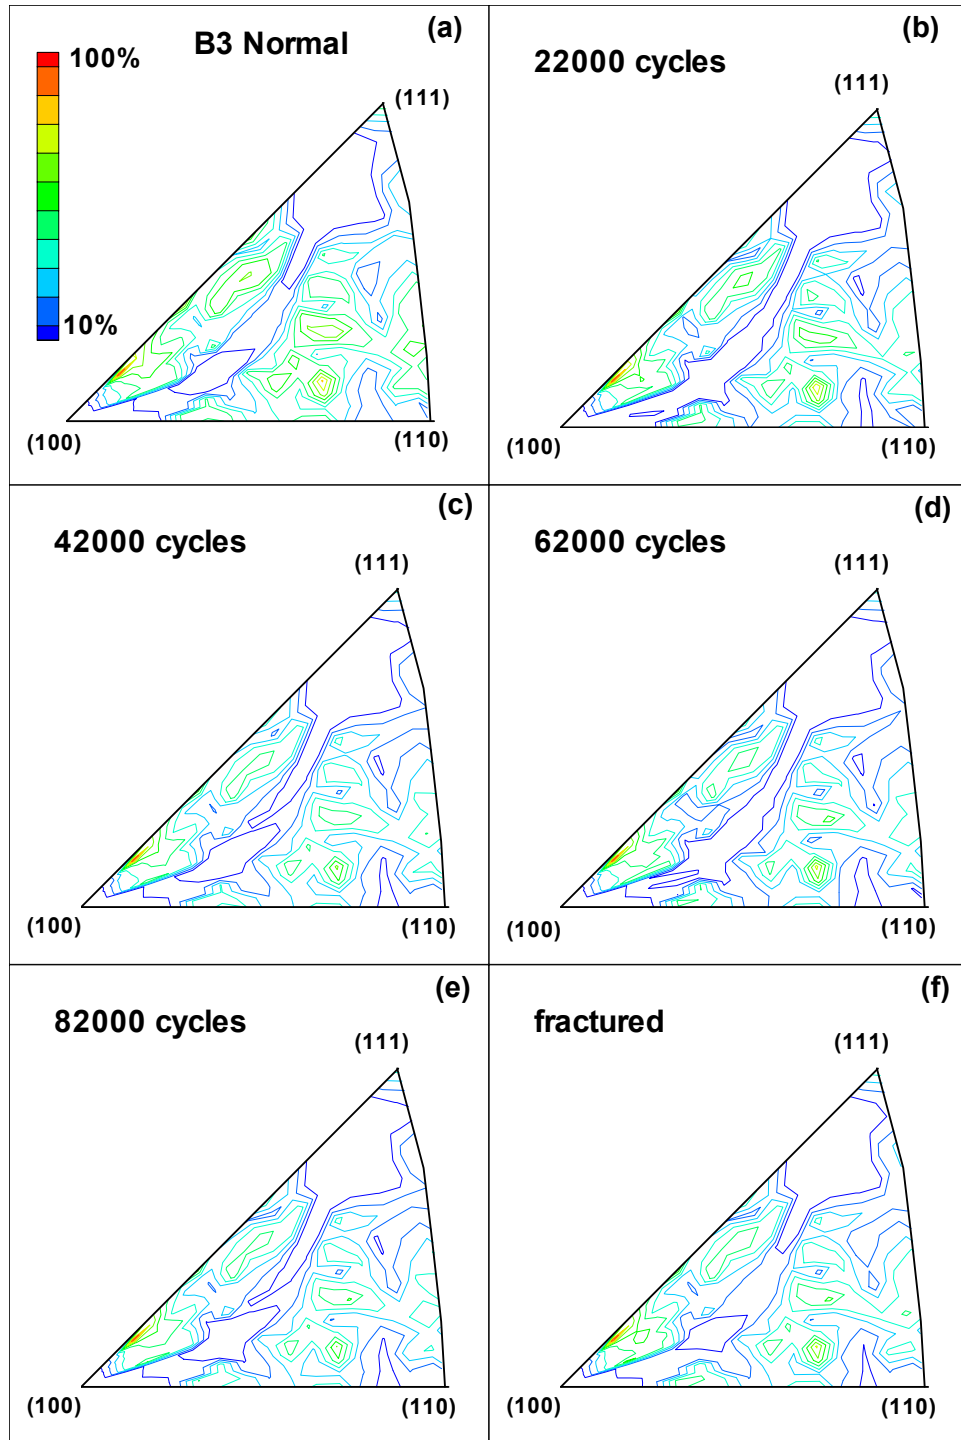 (a)
B3 Normal
100%
10%
(111)
(100)
(110)
(b)
22000 cycles
(111)
(100)
(110)
(c)
42000 cycles
(111)
(100)
(110)
(d)
62000 cycles
(111)
(100)
(110)
(e)
82000 cycles
(111)
(100)
(110)
(f)
fractured
(111)
(100)
(110)